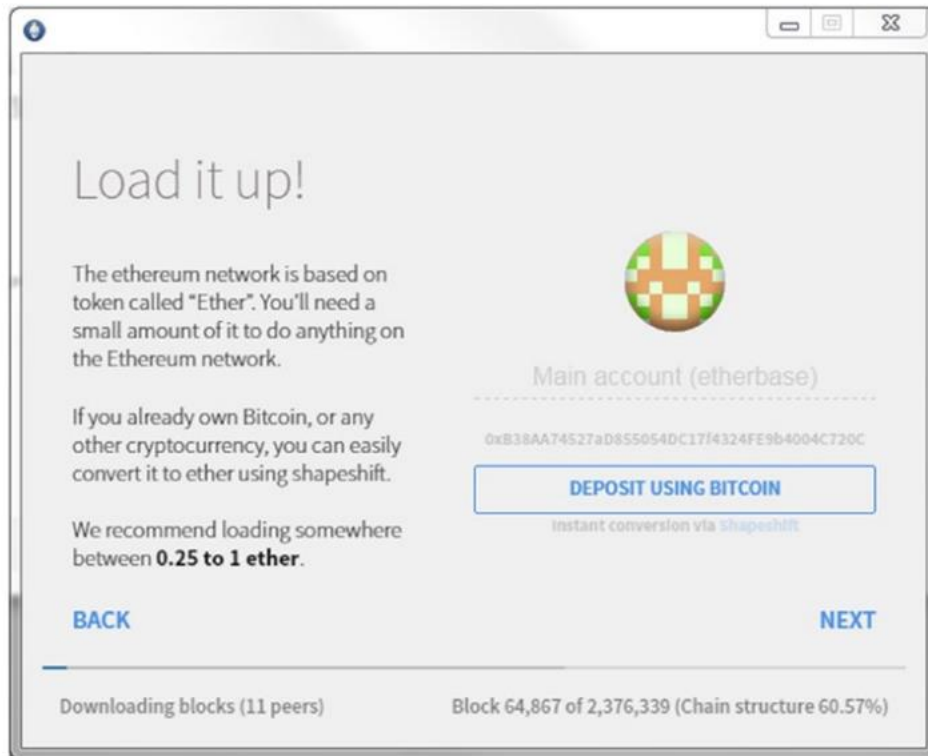 Load it up!
The ethereum network is based on
token called “Ether”. You'll need a
small amount of it to do anything on
the Ethereum network.
If you already own Bitcoin, or any
other cryptocurrency, you can easily
convert it to ether using shapeshift.
We recommend loading somewhere
between 0.25 to 1 ether.
Main account (etherbase)
0xB38AA74527aD855054DC17f4324FE9b4004C720C
DEPOSIT USING BITCOIN
Instant conversion via Shapeshift
BACK
NEXT
Downloading blocks (11 peers)
Block 64,867 of 2,376,339 (Chain structure 60.57%)